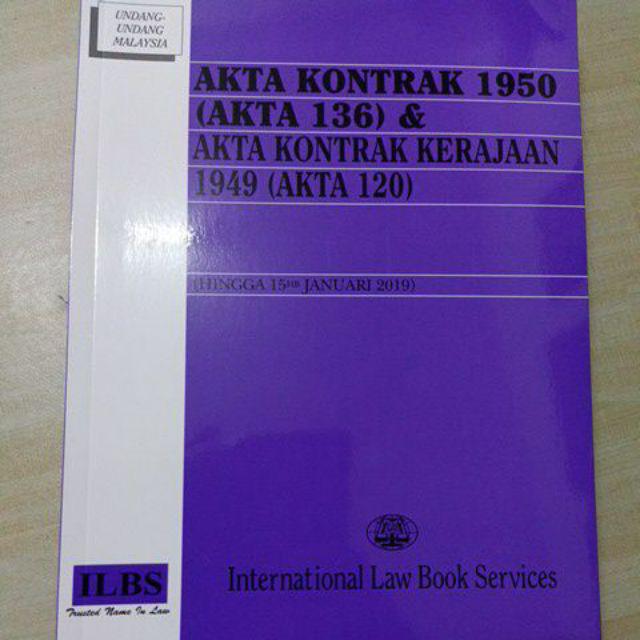 UNDANG-
UNDANG
MALAYSIA
AKTA KONTRAK 1950
(AKTA 136) &
AKTA KONTRAK KERAJAAN
1949 (AKTA 120)
(HINGGA 15HB JANUARI 2019)
ILBS
Trusted Name In Law
International Law Book Services